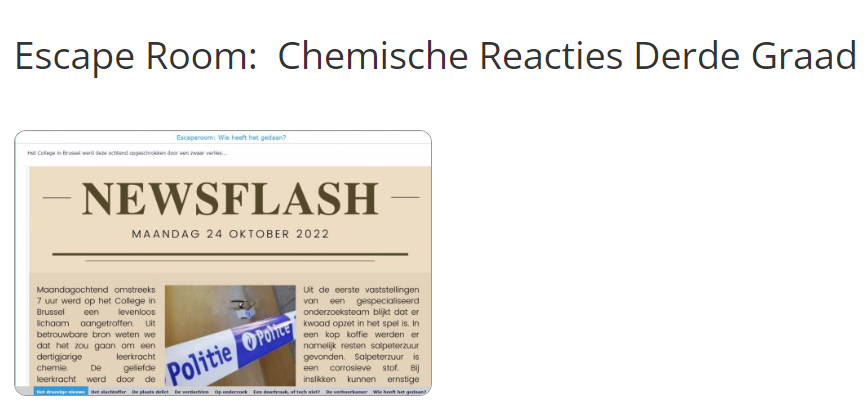 Escape Room: Chemische Reacties Derde Graad
Escaperoom: Wie heeft het gedaan?
Het College in Brussel werd deze ochtend opgeschrokken door een zwaar verlies...
NEWSFLASH
MAANDAG 24 OKTOBER 2022
Maandagochtend omstreeks
7 uur werd op het College in
Brussel een levenloos
lichaam aangetroffen. Uit
betrouwbare bron weten we
dat het zou gaan om een
dertigjarige leerkracht
chemie. De geliefde
leerkracht werd door de
Politie
Police
Uit de eerste vaststellingen
van een gespecialiseerd
onderzoeksteam blijkt dat er
kwaad opzet in het spel is. In
een kop koffie werden er
namelijk resten salpeterzuur
gevonden. Salpeterzuur is
een corrosieve stof. Bij
inslikken kunnen ernstige
Het droevige nieuws Het slachtoffer De plaats delict De verdachten Op onderzoek Een doorbraak, of toch niet? De verhoorkamer Wie heeft het gedaan?